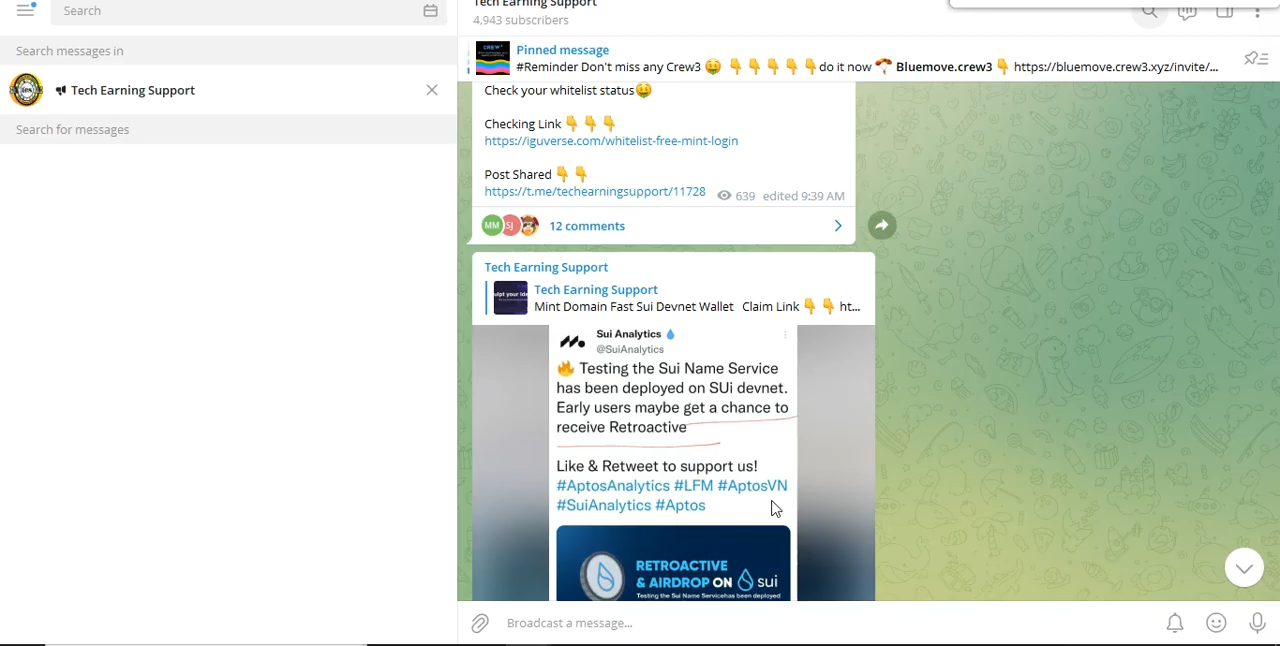 Search
Search messages in
Tech Earning Support
Search for messages
Tech Earning Support
4,943 subscribers
Pinned message
#Reminder Don't miss any Crew3 🤑 👇 👇 👇 👇 👇 do it now Bluemove.crew3 👇 https://bluemove.crew3.xyz/invite/...
Check your whitelist status🤑
Checking Link 👇 👇 👇
https://iguverse.com/whitelist-free-mint-login
Post Shared 👇 👇
https://t.me/techearningsupport/11728
639 edited 9:39 AM
MM SJ 12 comments
Tech Earning Support
Tech Earning Support
Mint Domain Fast Sui Devnet Wallet Claim Link 👇 👇 ht...
Sui Analytics 💧
@SuiAnalytics
🔥 Testing the Sui Name Service
has been deployed on SUi devnet.
Early users maybe get a chance to
receive Retroactive
Like & Retweet to support us!
#AptosAnalytics #LFM #AptosVN
#SuiAnalytics #Aptos
RETROACTIVE
& AIRDROP ON sui
Testing the Sui Name Servicehas been deployed
Broadcast a message...